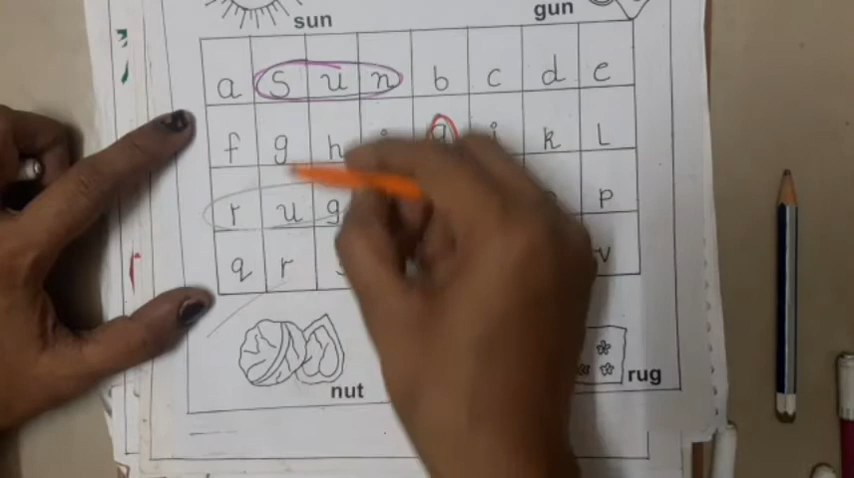 sun gun
a s u n b c d e
f g h i g j k l
r u g p
q r s v
nut rug